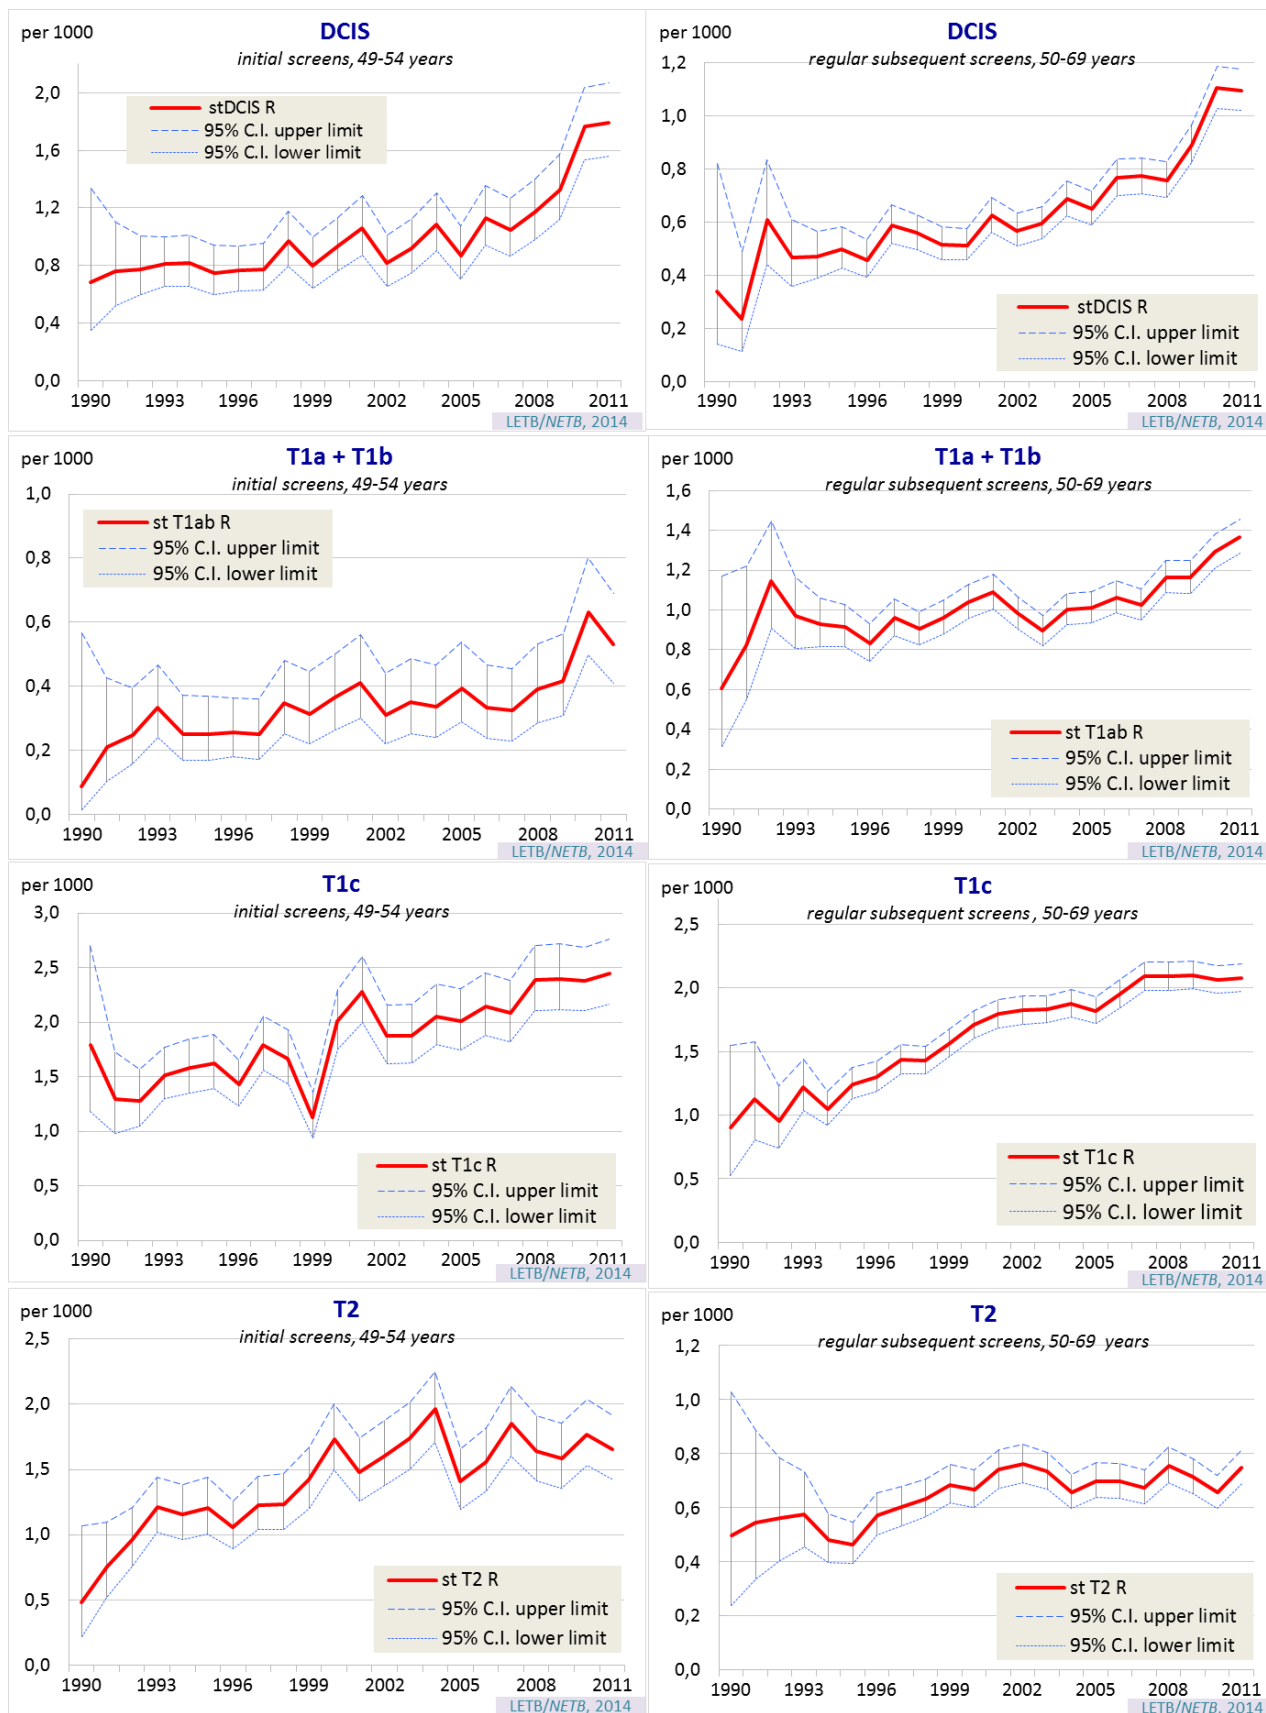 per 1000
DCIS
initial screens, 49-54 years
2,0
1,6
1,2
0,8
0,4
0,0
stDCIS R
95% C.I. upper limit
95% C.I. lower limit
1990 1993 1996 1999 2002 2005 2008 2011
LETB/NETB, 2014
per 1000
DCIS
regular subsequent screens, 50-69 years
1,2
1,0
0,8
0,6
0,4
0,2
0,0
stDCIS R
95% C.I. upper limit
95% C.I. lower limit
1990 1993 1996 1999 2002 2005 2008 2011
LETB/NETB, 2014
per 1000
T1a + T1b
initial screens, 49-54 years
1,0
0,8
0,6
0,4
0,2
0,0
st T1ab R
95% C.I. upper limit
95% C.I. lower limit
1990 1993 1996 1999 2002 2005 2008 2011
LETB/NETB, 2014
per 1000
T1a + T1b
regular subsequent screens, 50-69 years
1,6
1,4
1,2
1,0
0,8
0,6
0,4
0,2
0,0
st T1ab R
95% C.I. upper limit
95% C.I. lower limit
1990 1993 1996 1999 2002 2005 2008 2011
LETB/NETB, 2014
per 1000
T1c
initial screens, 49-54 years
3,0
2,5
2,0
1,5
1,0
0,5
0,0
st T1c R
95% C.I. upper limit
95% C.I. lower limit
1990 1993 1996 1999 2002 2005 2008 2011
LETB/NETB, 2014
per 1000
T1c
regular subsequent screens , 50-69 years
2,5
2,0
1,5
1,0
0,5
0,0
st T1c R
95% C.I. upper limit
95% C.I. lower limit
1990 1993 1996 1999 2002 2005 2008 2011
LETB/NETB, 2014
per 1000
T2
initial screens, 49-54 years
2,5
2,0
1,5
1,0
0,5
0,0
st T2 R
95% C.I. upper limit
95% C.I. lower limit
1990 1993 1996 1999 2002 2005 2008 2011
LETB/NETB, 2014
per 1000
T2
regular subsequent screens, 50-69 years
1,2
1,0
0,8
0,6
0,4
0,2
0,0
st T2 R
95% C.I. upper limit
95% C.I. lower limit
1990 1993 1996 1999 2002 2005 2008 2011
LETB/NETB, 2014